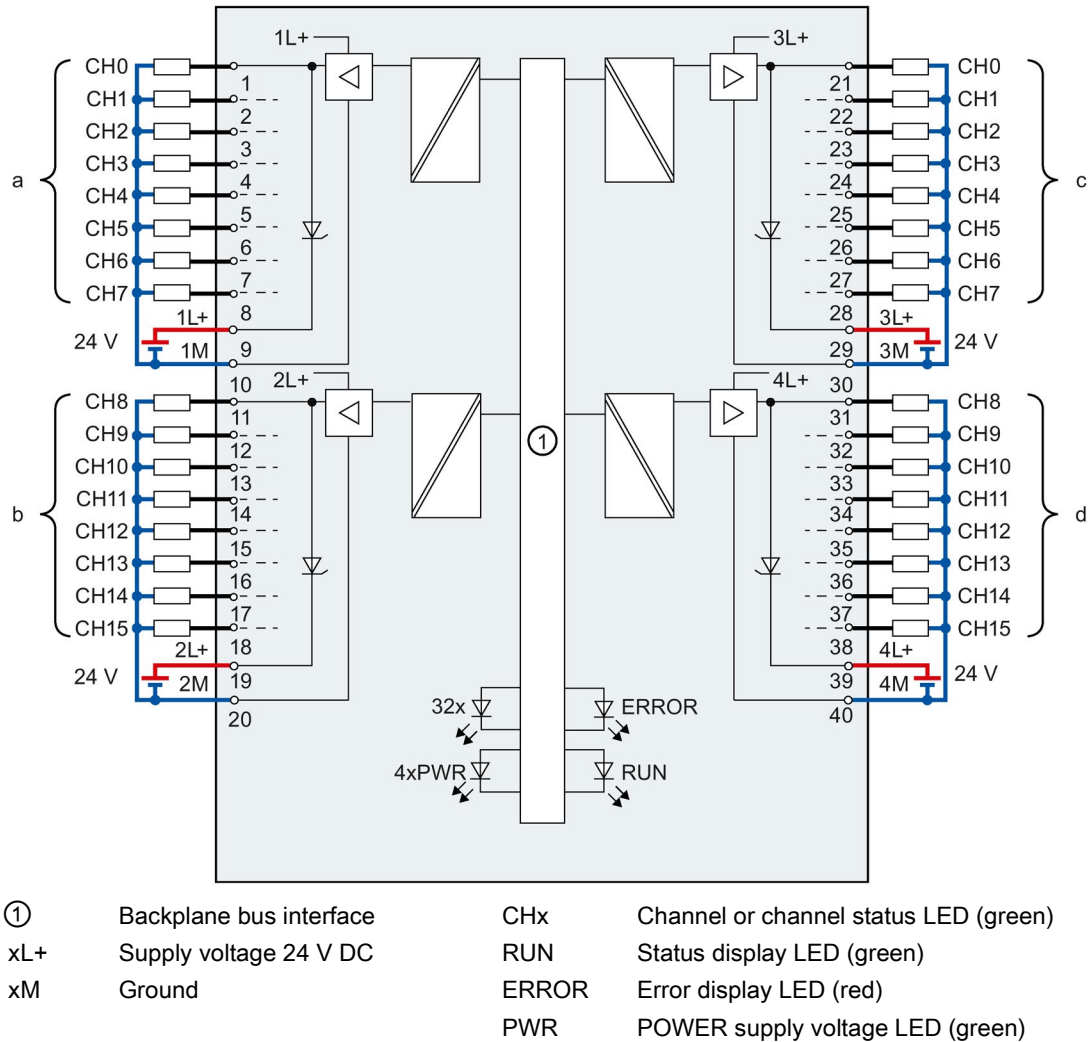 1L+ 3L+
CH0 1 21 CH0
CH1 2 22 CH1
CH2 3 23 CH2
CH3 4 24 CH3
a CH4 5 25 CH4 c
CH5 6 26 CH5
CH6 7 27 CH6
CH7 8 28 CH7
1L+ 3L+
24 V 1M 9 29 3M 24 V
10 2L+ 4L+ 30
CH8 11 31 CH8
CH9 12 32 CH9
CH10 13 33 CH10
CH11 14 34 CH11
b CH12 15 35 CH12 d
CH13 16 36 CH13
CH14 17 37 CH14
CH15 18 38 CH15
2L+ 4L+
24 V 2M 19 39 4M 24 V
20 40
1
32x ERROR
4xPWR RUN
① Backplane bus interface CHx Channel or channel status LED (green)
xL+ Supply voltage 24 V DC RUN Status display LED (green)
xM Ground ERROR Error display LED (red)
PWR POWER supply voltage LED (green)